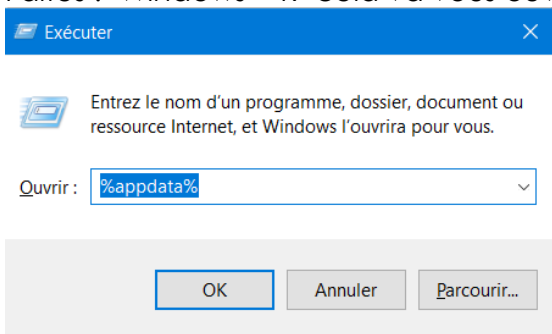 Exécuter
Entrez le nom d'un programme, dossier, document ou
ressource Internet, et Windows l'ouvrira pour vous.
Ouvrir :
%appdata%
OK
Annuler
Parcourir...